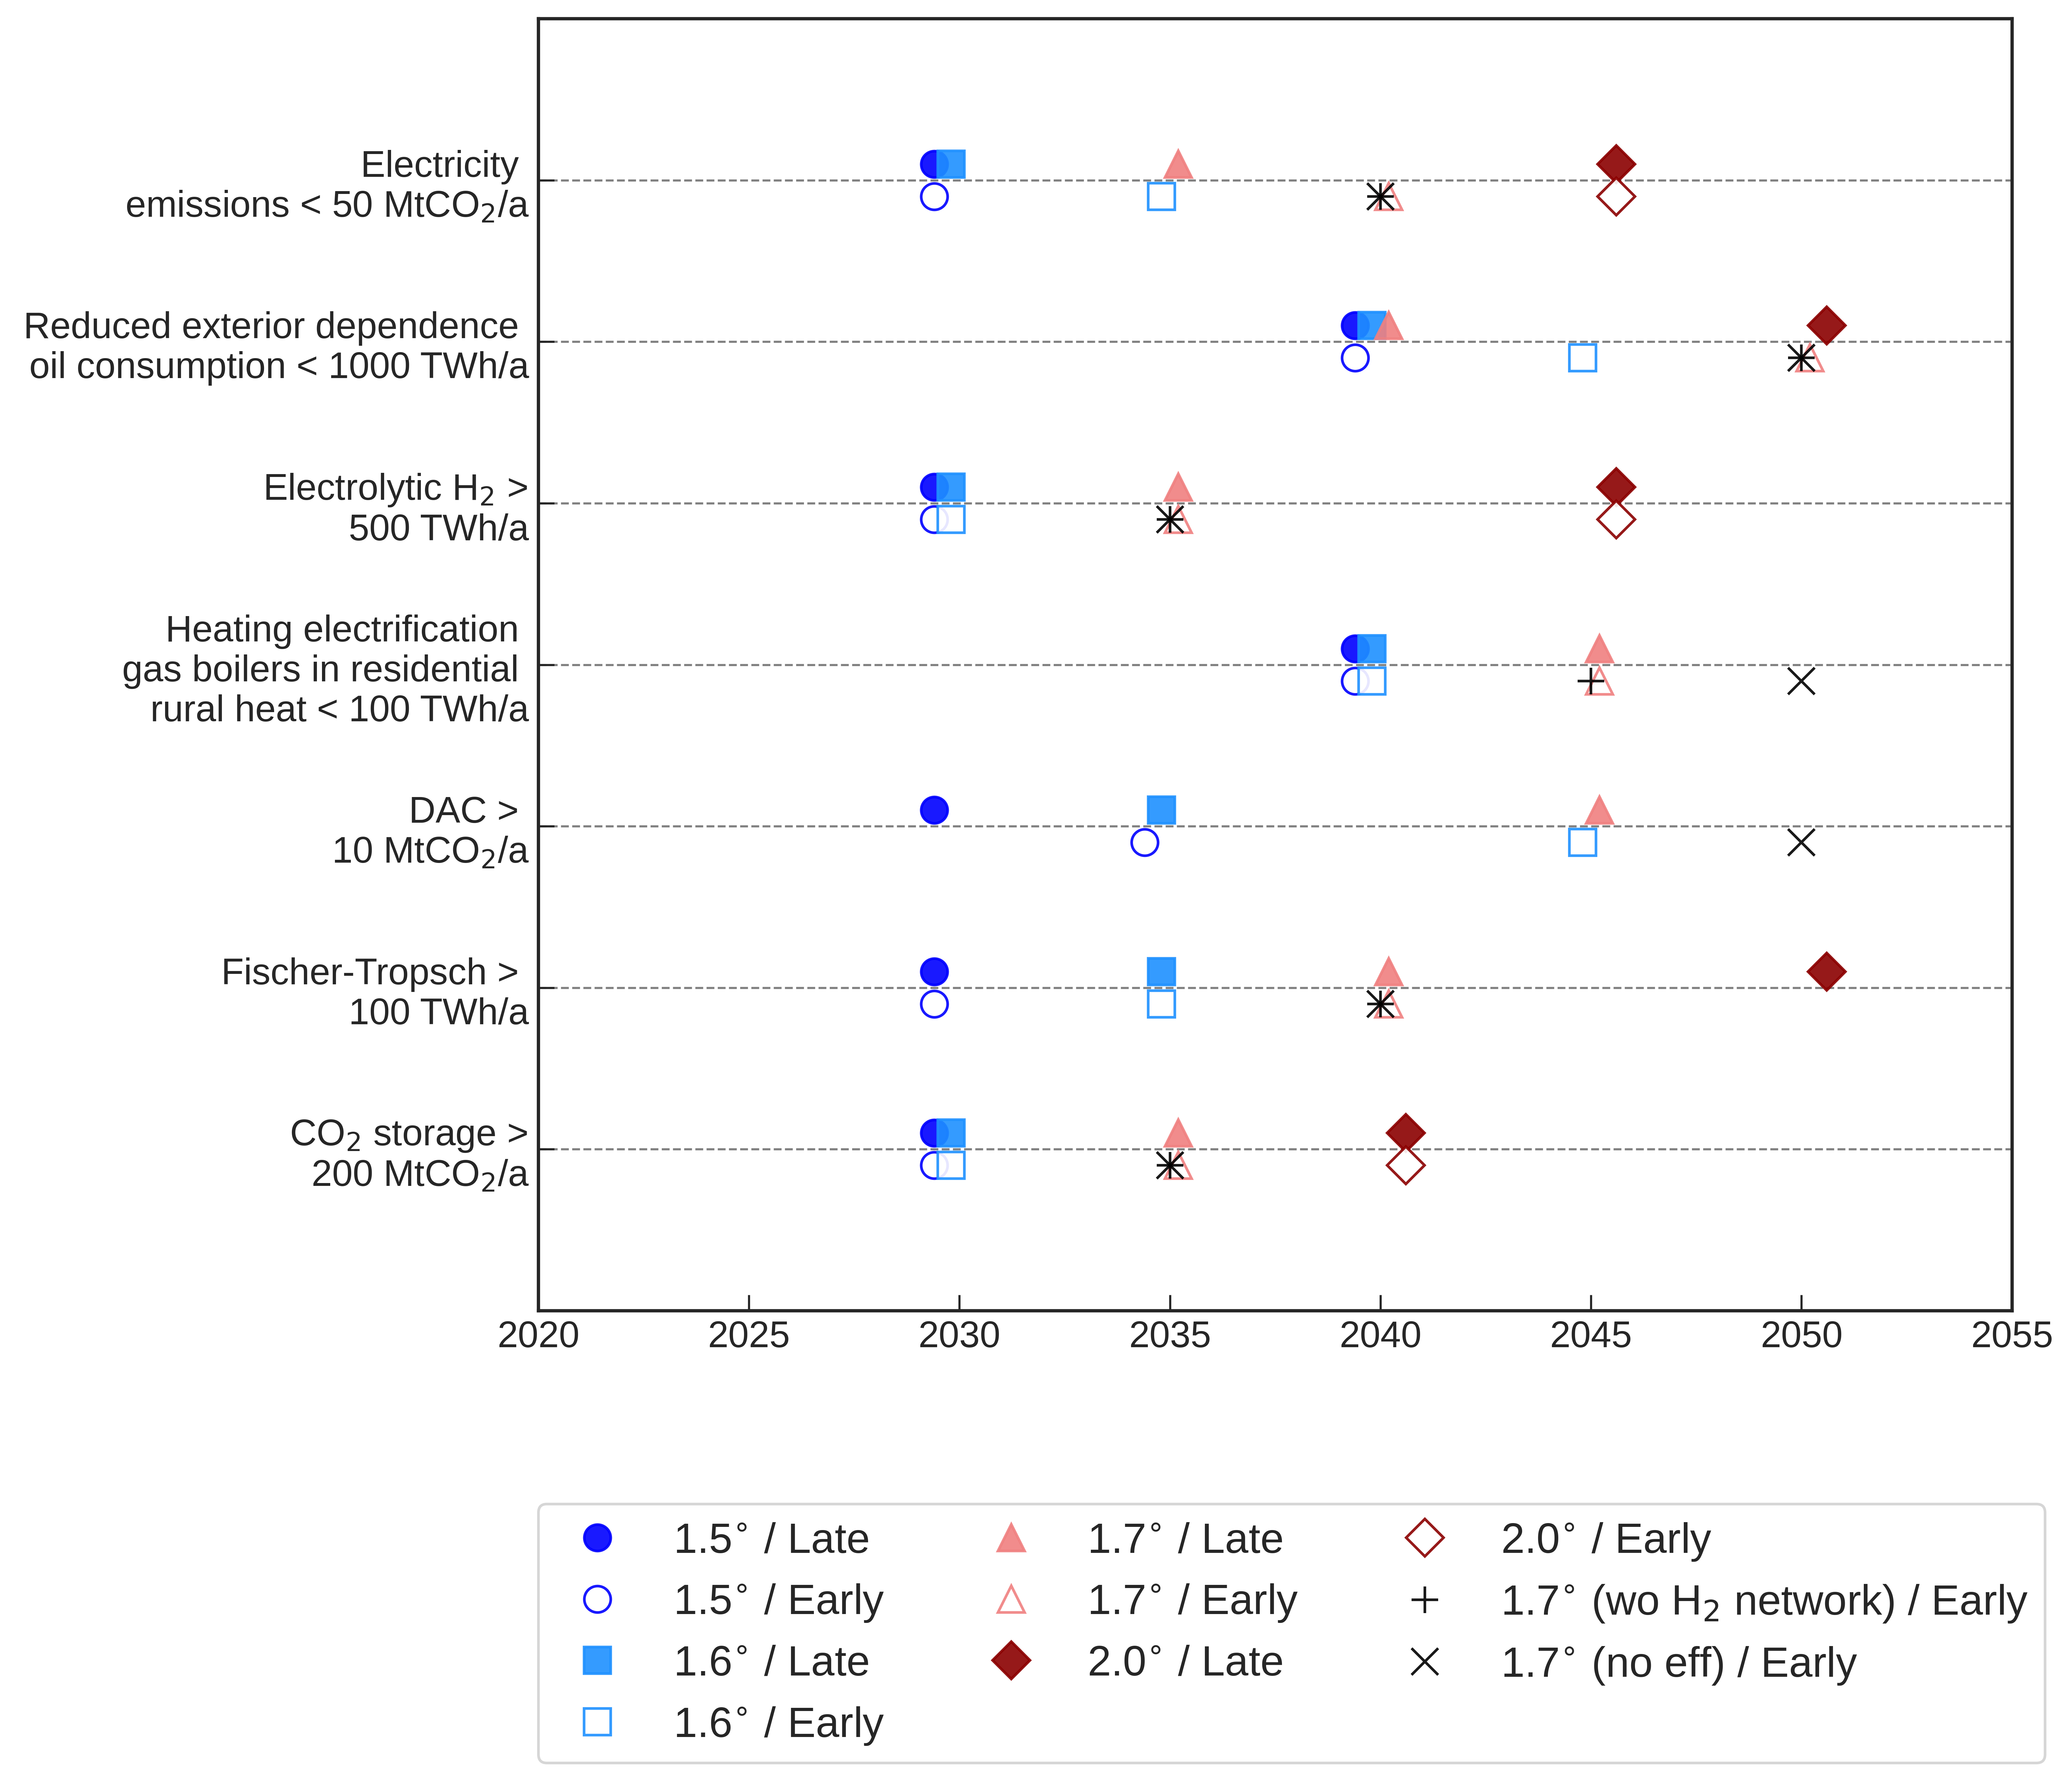 Electricity
emissions < 50 MtCO₂/a
Reduced exterior dependence
oil consumption < 1000 TWh/a
Electrolytic H₂ >
500 TWh/a
Heating electrification
gas boilers in residential
rural heat < 100 TWh/a
DAC >
10 MtCO₂/a
Fischer-Tropsch >
100 TWh/a
CO₂ storage >
200 MtCO₂/a
2020 2025 2030 2035 2040 2045 2050 2055
1.5° / Late
1.5° / Early
1.6° / Late
1.6° / Early
1.7° / Late
1.7° / Early
2.0° / Late
2.0° / Early
1.7° (wo H₂ network) / Early
1.7° (no eff) / Early